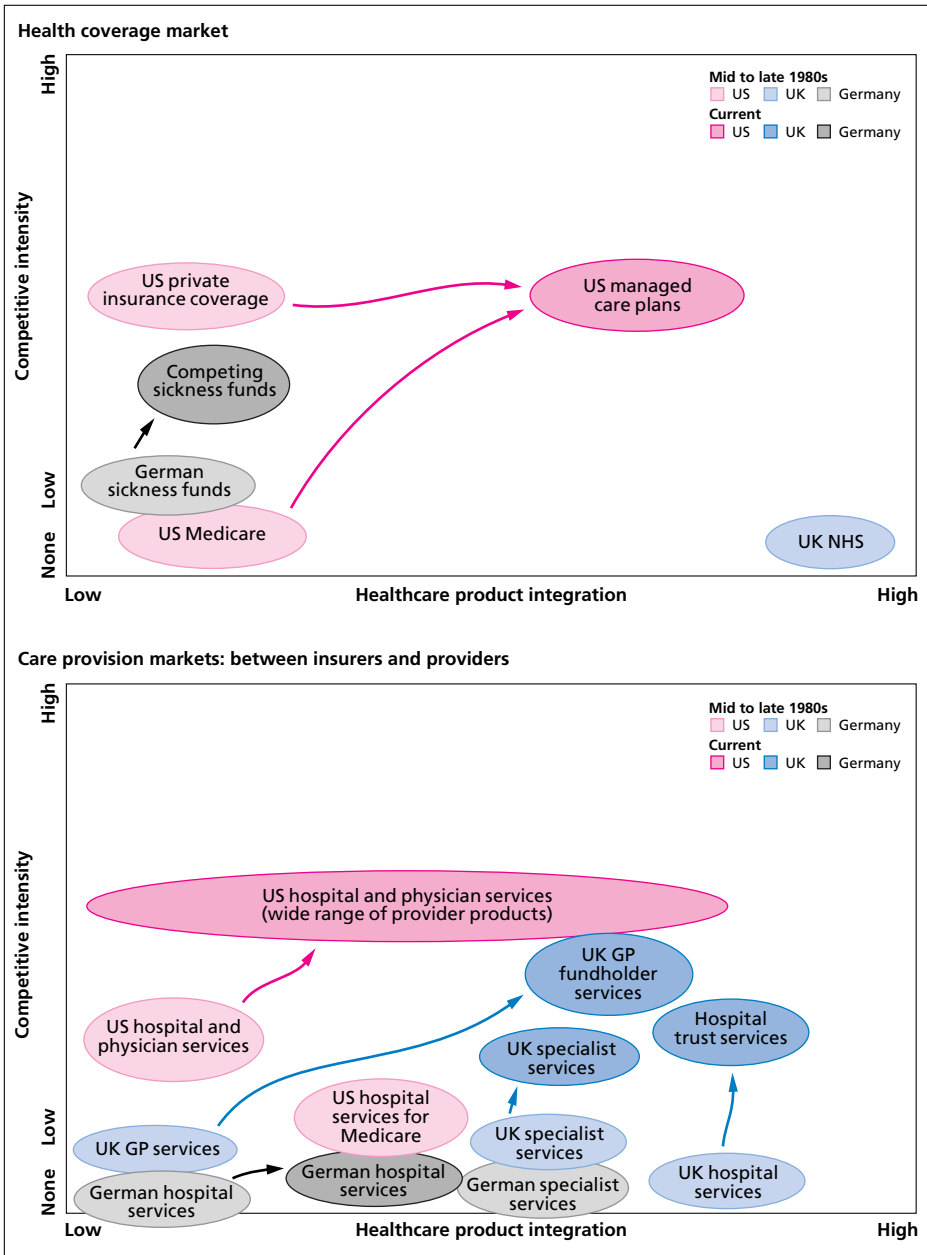 Health coverage market
High
Mid to late 1980s
US UK Germany
Current
US UK Germany
Competitive intensity
US private
insurance coverage
US managed
care plans
Competing
sickness funds
German
sickness funds
Low
US Medicare
UK NHS
None
Low Healthcare product integration High
Care provision markets: between insurers and providers
High
Mid to late 1980s
US UK Germany
Current
US UK Germany
Competitive intensity
US hospital and physician services
(wide range of provider products)
UK GP
fundholder
services
US hospital and
physician services
Hospital
trust services
UK specialist
services
US hospital
services for
Medicare
Low
UK GP services
UK specialist
services
German hospital
services
German hospital
services
German specialist
services
UK hospital
services
None
Low Healthcare product integration High